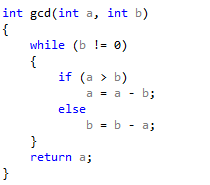 int gcd(int a, int b)
{
    while (b != 0)
    {
        if (a > b)
            a = a - b;
        else
            b = b - a;
    }
    return a;
}